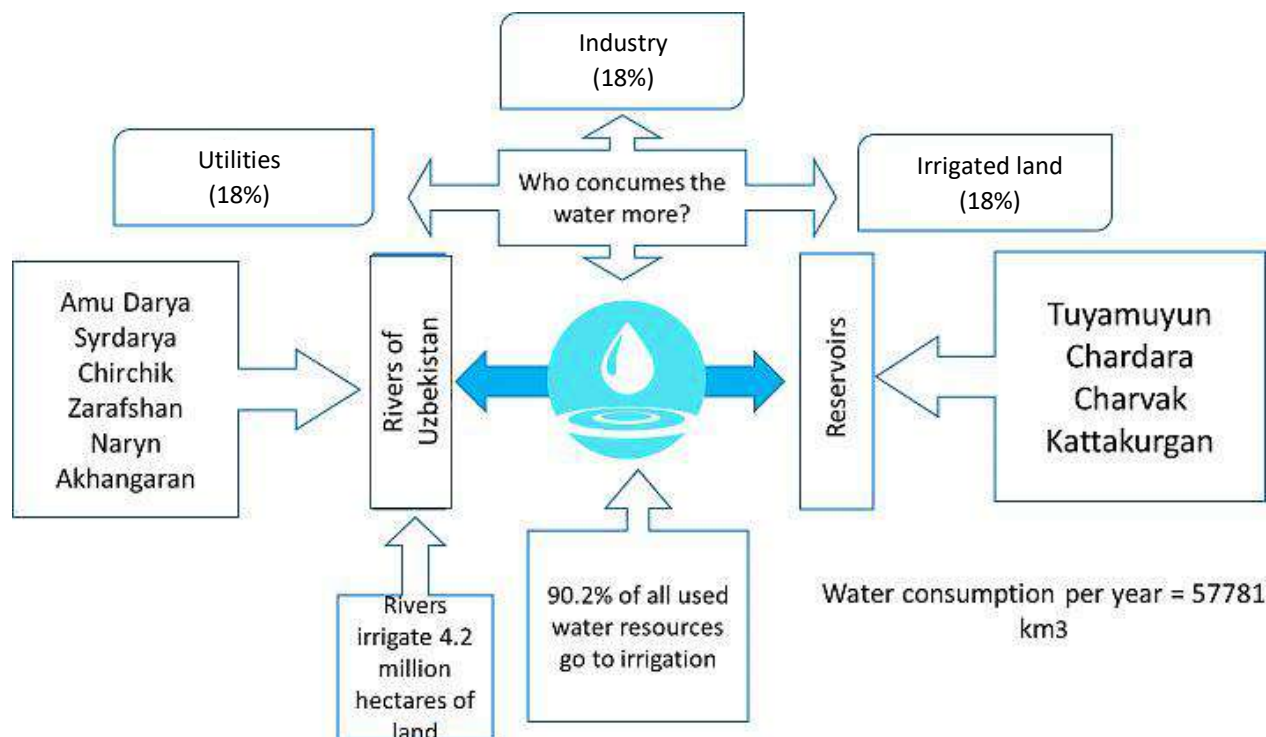 Industry
(18%)
Utilities
(18%)
Who concumes the
water more?
Irrigated land
(18%)
Amu Darya
Syrdarya
Chirchik
Zarafshan
Naryn
Akhangaran
Rivers of
Uzbekistan
Reservoirs
Tuyamuyun
Chardara
Charvak
Kattakurgan
Rivers
irrigate 4.2
million
hectares of
land
90.2% of all used
water resources
go to irrigation
Water consumption per year = 57781
km3